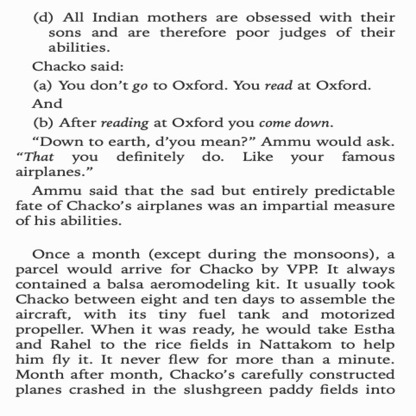 (d) All Indian mothers are obsessed with their
sons and are therefore poor judges of their
abilities.
Chacko said:
(a) You don't go to Oxford. You read at Oxford.
And
(b) After reading at Oxford you come down.
“Down to earth, d'you mean?” Ammu would ask.
“That you definitely do. Like your famous
airplanes.”
Ammu said that the sad but entirely predictable
fate of Chacko's airplanes was an impartial measure
of his abilities.
Once a month (except during the monsoons), a
parcel would arrive for Chacko by VPP. It always
contained a balsa aeromodeling kit. It usually took
Chacko between eight and ten days to assemble the
aircraft, with its tiny fuel tank and motorized
propeller. When it was ready, he would take Estha
and Rahel to the rice fields in Nattakom to help
him fly it. It never flew for more than a minute.
Month after month, Chacko's carefully constructed
planes crashed in the slushgreen paddy fields into